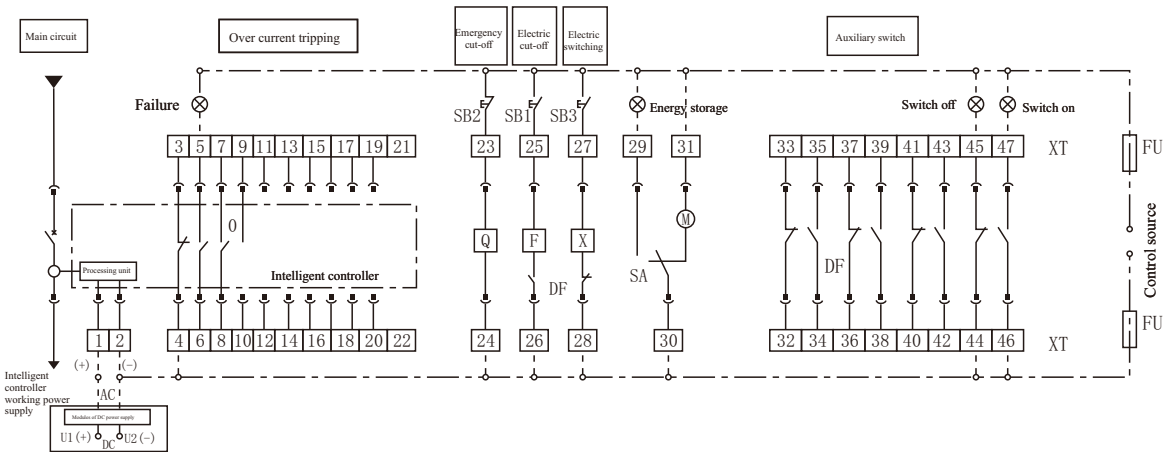 Main circuit
Over current tripping
Emergency
cut-off
Electric
cut-off
Electric
switching
Auxiliary switch
Failure
SB2
SB1
SB3
Energy storage
Switch off
Switch on
3 5 7 9 11 13 15 17 19 21
23
25
27
29
31
33 35 37 39 41 43 45 47
XT
FU
O
M
Q
F
X
Intelligent controller
Processing unit
DF
SA
DF
Control source
1 2
4 6 8 10 12 14 16 18 20 22
24
26
28
30
32 34 36 38 40 42 44 46
XT
FU
(+)
(-)
Intelligent
controller
working power
supply
AC
Modulus of DC power supply
U1(+)
DC
U2(-)